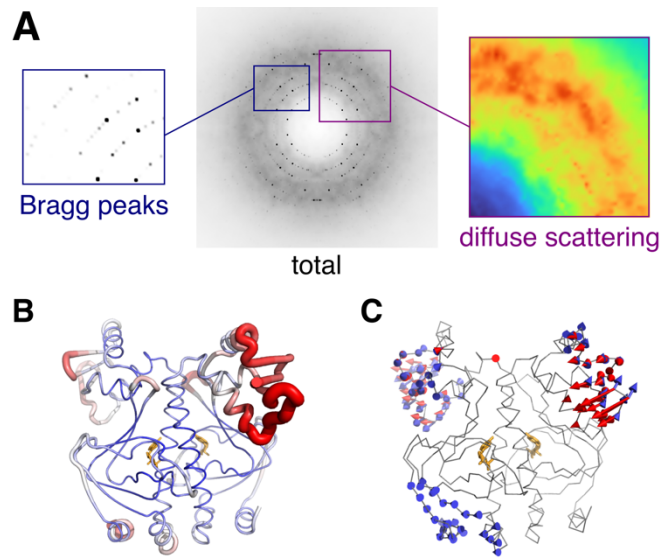 A
Bragg peaks
total
diffuse scattering
B
C